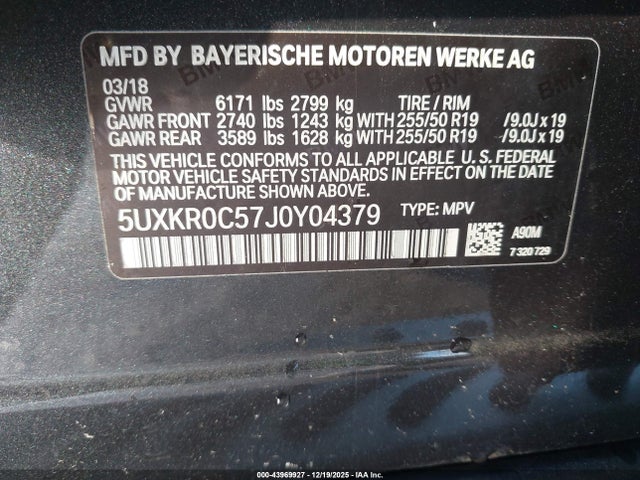 MFD BY BAYERISCHE MOTOREN WERKE AG
03/18
GVWR 6171 lbs 2799 kg TIRE / RIM
GAWR FRONT 2740 lbs 1243 kg WITH 255/50 R19 /9.0J x 19
GAWR REAR 3589 lbs 1628 kg WITH 255/50 R19 /9.0J x 19
THIS VEHICLE CONFORMS TO ALL APPLICABLE U. S. FEDERAL
MOTOR VEHICLE SAFETY STANDARDS IN EFFECT ON THE
DATE OF MANUFACTURE SHOWN ABOVE.
5UXKR0C57J0Y04379 TYPE: MPV
A90M
7 320 729
000-43969927 - 12/19/2025 - IAA, Inc.